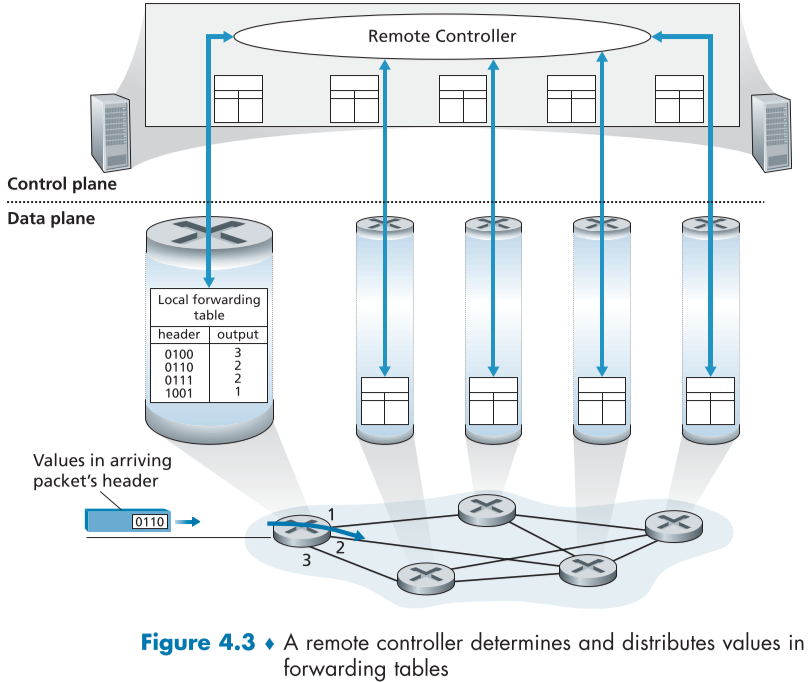 Remote Controller
Control plane
Data plane
Local forwarding
table
header output
0100 3
0110 2
0111 2
1001 1
Values in arriving
packet's header
0110
1
2
3
Figure 4.3 ♦ A remote controller determines and distributes values in
forwarding tables